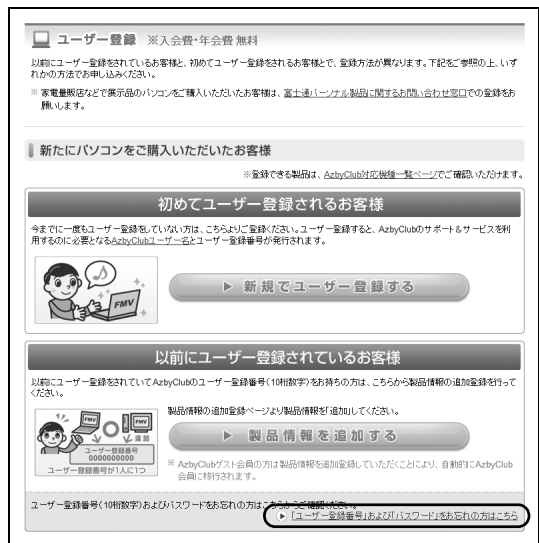 ユーザー登録 ※入会費・年会費 無料
以前にユーザー登録をされているお客様と、初めてユーザー登録をされるお客様とで、登録方法が異なります。下記をご参照の上、いず
れかの方法でお申し込みください。
※ 家電量販店などで展示品のパソコンをご購入いただいたお客様は、富士通パーソナル製品に関するお問い合わせ窓口での登録をお
願いします。
新たにパソコンをご購入いただいたお客様
※登録できる製品は、AzbyClub対応機種一覧ページでご確認いただけます。
初めてユーザー登録されるお客様
今までに一度もユーザー登録をしていない方は、こちらよりご登録ください。ユーザー登録すると、AzbyClubのサポート&サービスを利
用するのに必要となるAzbyClubユーザー名とユーザー登録番号が発行されます。
FMV
新規でユーザー登録する
以前にユーザー登録されているお客様
以前にユーザー登録をされていてAzbyClubのユーザー登録番号(10桁数字)をお持ちの方は、こちらから製品情報の追加登録を行って
ください。
製品情報の追加登録ページより製品情報を「追加」してください。
FMV
FMV
追加
ユーザー登録番号
0000000000
ユーザー登録番号が1人に1つ
製品情報を追加する
※ AzbyClubゲスト会員の方は製品情報を追加登録していただくことにより、自動的にAzbyClub
会員に移行されます。
ユーザー登録番号(10桁数字)およびパスワードをお忘れの方はこちらからご確認ください。
「ユーザー登録番号」および「パスワード」をお忘れの方はこちら